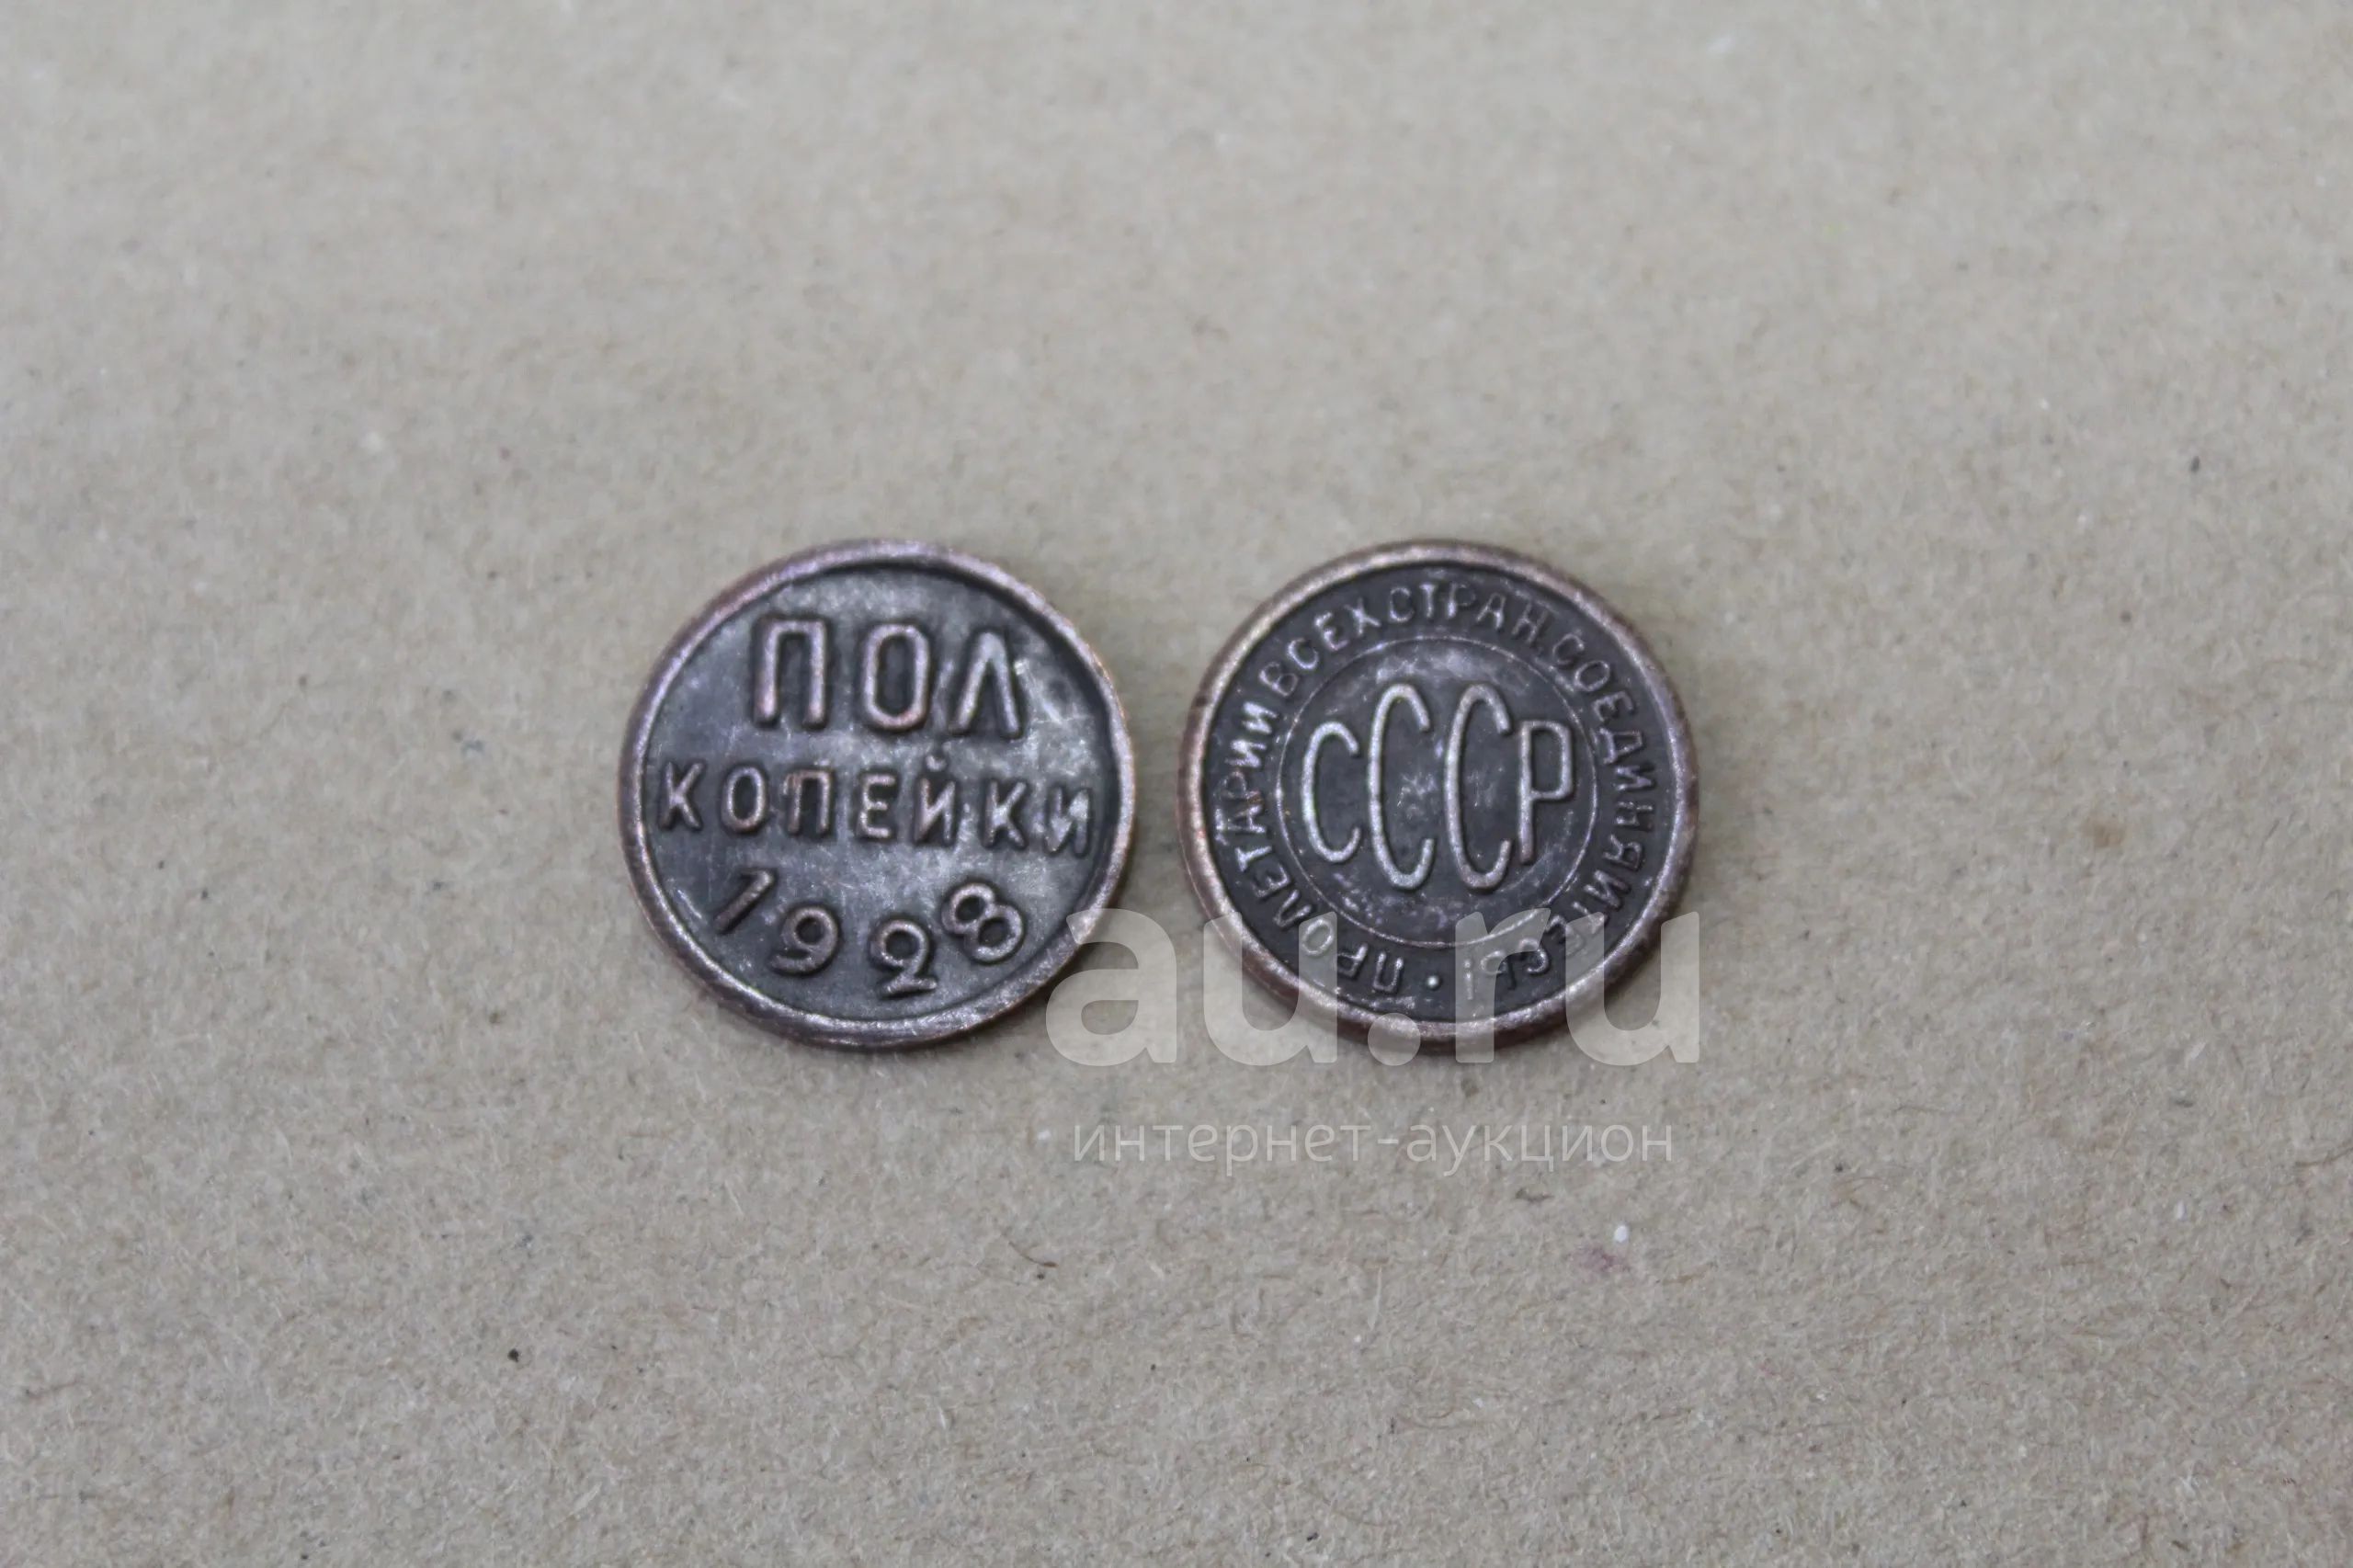 ПОЛ
КОПЕЙКИ
1928
ПРОЛЕТАРИИ ВСЕХ СТРАН, СОЕДИНЯЙТЕСЬ!
СССР
au.ru
интернет-аукцион